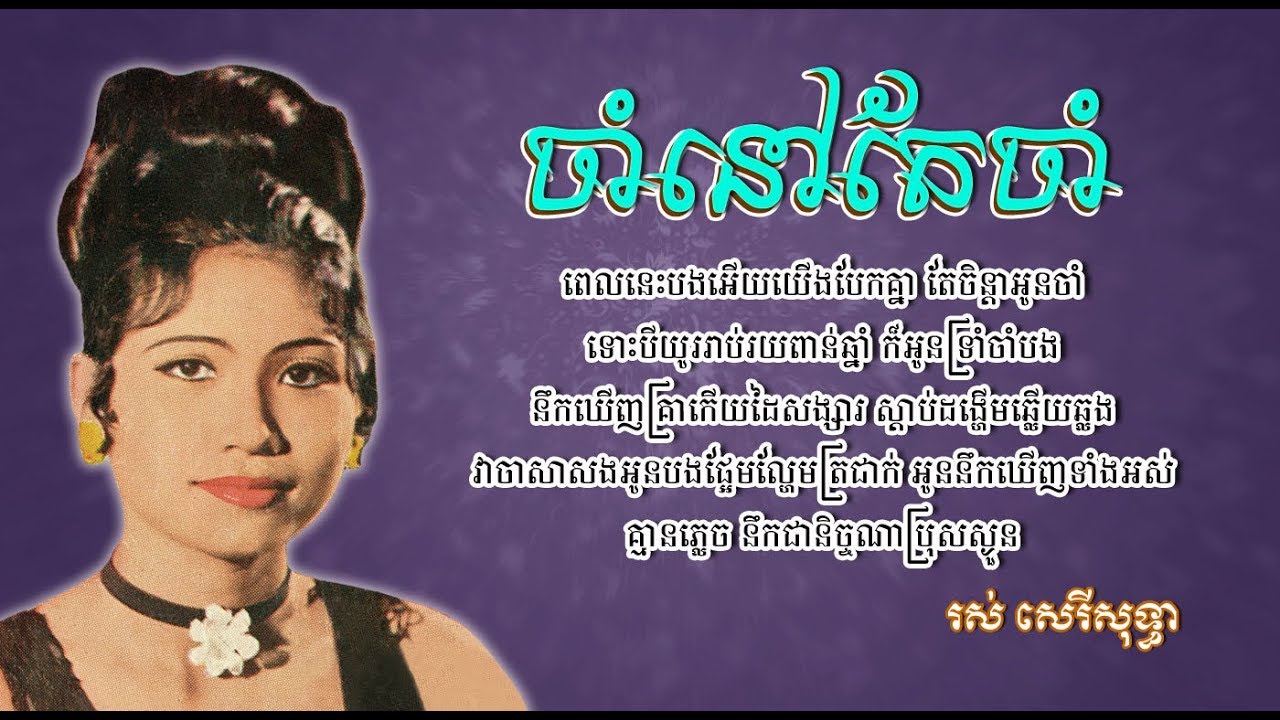 ចាំនៅតែចាំ
ពេលនេះបងអើយយើងបែកគ្នា តែចិន្តាអូនចាំ
ទោះបីយូររាប់រយពាន់ឆ្នាំ ក៏អូនទ្រាំចាំបង
នឹកឃើញគ្រាកើយដៃសង្សារ ស្តាប់ដង្ហើមឆ្លើយឆ្លង
វាចាសាសងអូនបងផ្អែមល្ហែមត្រជាក់ អូននឹកឃើញទាំងអស់
គ្មានភ្លេច នឹកជានិច្ចណាប្រុសស្ងួន
រស់ សេរីសុទ្ធា